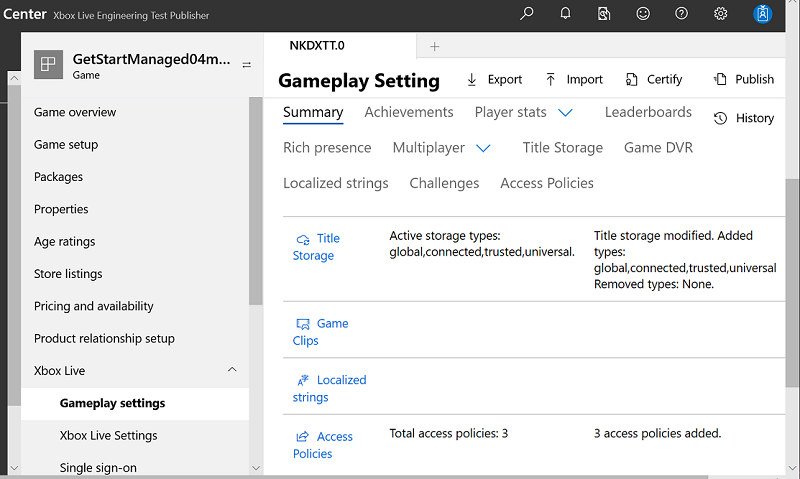 Center Xbox Live Engineering Test Publisher
GetStartManaged04m...
Game
Game overview
Game setup
Packages
Properties
Age ratings
Store listings
Pricing and availability
Product relationship setup
Xbox Live
Gameplay settings
Xbox Live Settings
Single sign-on
NKDXTT.0
Gameplay Setting
Export
Import
Certify
Publish
Summary Achievements Player stats Leaderboards
History
Rich presence Multiplayer Title Storage Game DVR
Localized strings Challenges Access Policies
Title
Storage
Active storage types:
global,connected,trusted,universal.
Title storage modified. Added
types:
global,connected,trusted,universal
Removed types: None.
Game
Clips
Localized
strings
Access
Policies
Total access policies: 3
3 access policies added.